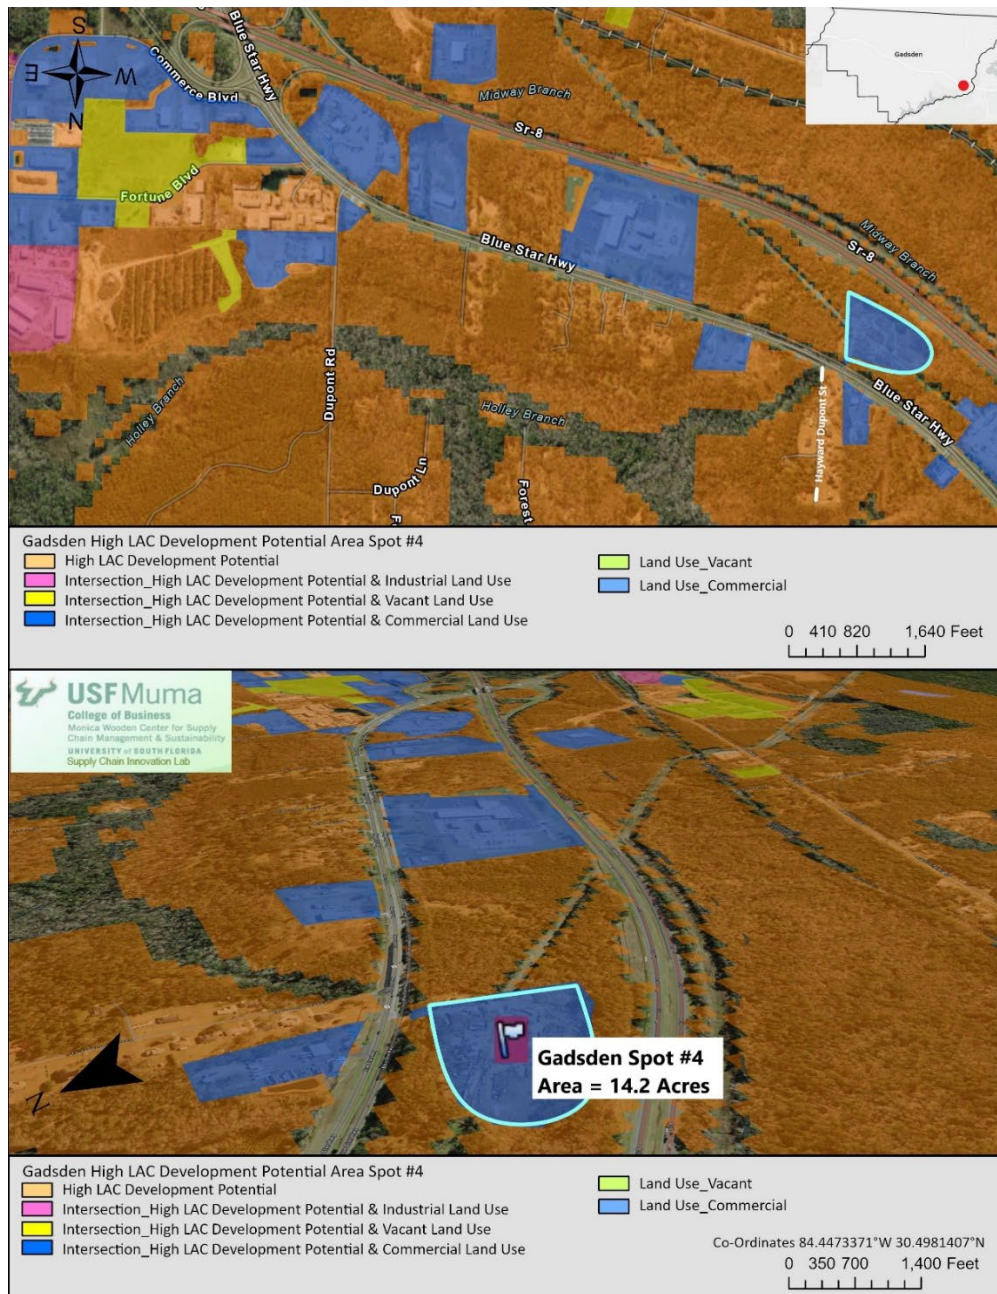 S
E
W
N
Commerce Blvd
Blue Star Hwy
Midway Branch
Sr-8
Gadsden
Fortune Blvd
Blue Star Hwy
Sr-8
Midway Branch
Holley Branch
Dupont Rd
Holley Branch
Dupont Ln
Forest
F
Hayward Dupont St
Blue Star Hwy
Gadsden High LAC Development Potential Area Spot #4
High LAC Development Potential
Intersection_High LAC Development Potential & Industrial Land Use
Intersection_High LAC Development Potential & Vacant Land Use
Intersection_High LAC Development Potential & Commercial Land Use
Land Use_Vacant
Land Use_Commercial
0 410 820 1,640 Feet
USF Muma
College of Business
Monica Wooden Center for Supply
Chain Management & Sustainability
UNIVERSITY of SOUTH FLORIDA
Supply Chain Innovation Lab
Gadsden Spot #4
Area = 14.2 Acres
N
Gadsden High LAC Development Potential Area Spot #4
High LAC Development Potential
Intersection_High LAC Development Potential & Industrial Land Use
Intersection_High LAC Development Potential & Vacant Land Use
Intersection_High LAC Development Potential & Commercial Land Use
Land Use_Vacant
Land Use_Commercial
Co-Ordinates 84.4473371°W 30.4981407°N
0 350 700 1,400 Feet